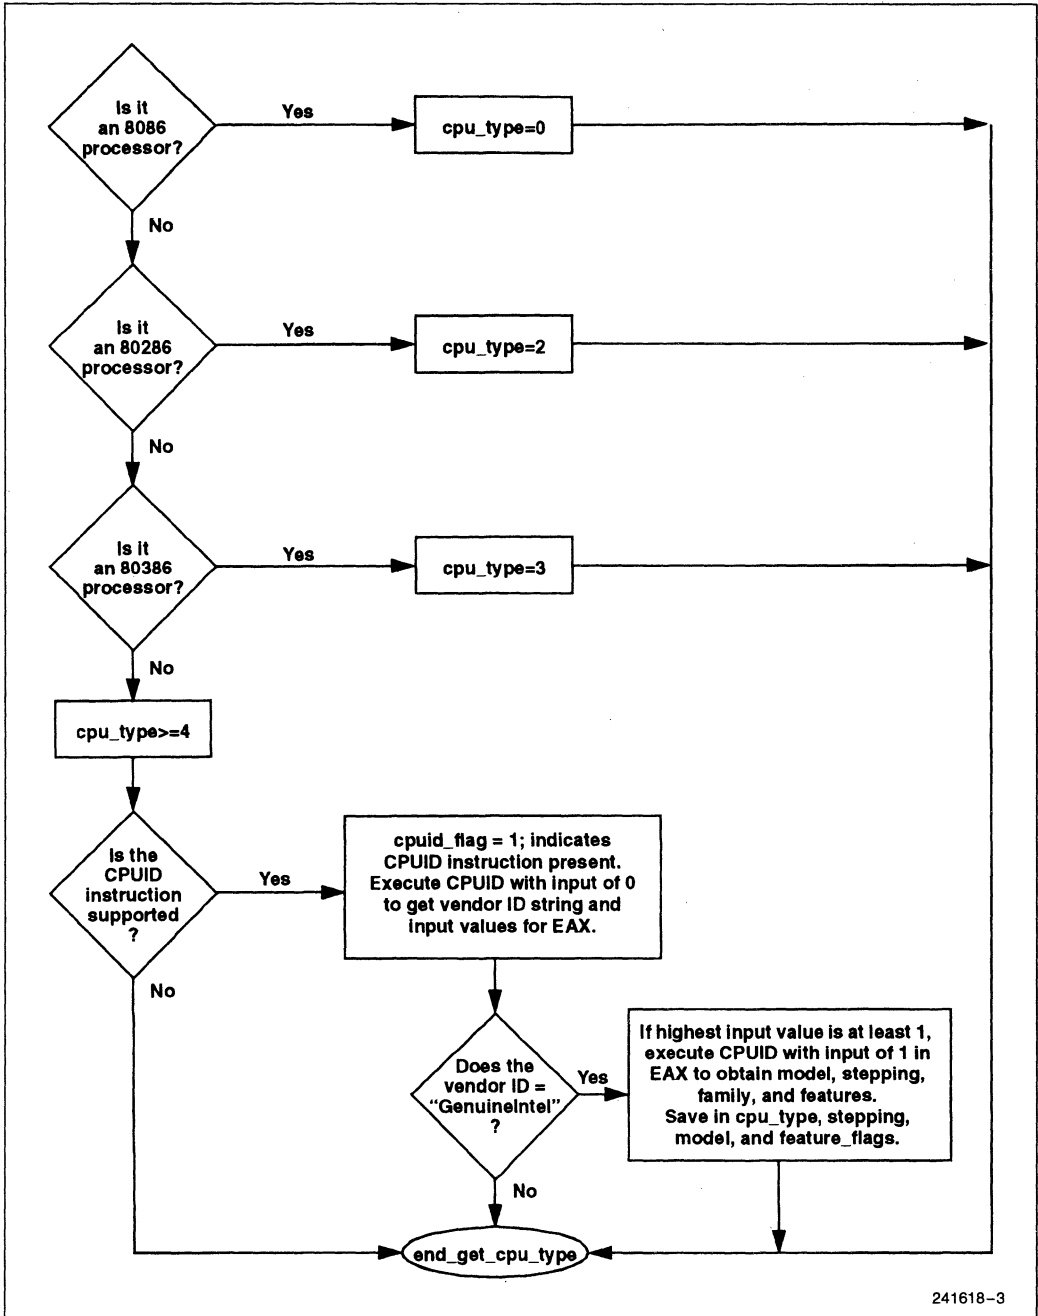 Is it
an 8086
processor?
Yes
cpu_type=0
No
Is it
an 80286
processor?
Yes
cpu_type=2
No
Is it
an 80386
processor?
Yes
cpu_type=3
No
cpu_type>=4
Is the
CPUID
instruction
supported
?
Yes
cpuid_flag = 1; indicates
CPUID instruction present.
Execute CPUID with input of 0
to get vendor ID string and
input values for EAX.
No
Does the
vendor ID =
“GenuineIntel”
?
Yes
If highest input value is at least 1,
execute CPUID with input of 1 in
EAX to obtain model, stepping,
family, and features.
Save in cpu_type, stepping,
model, and feature_flags.
No
end_get_cpu_type
241618–3